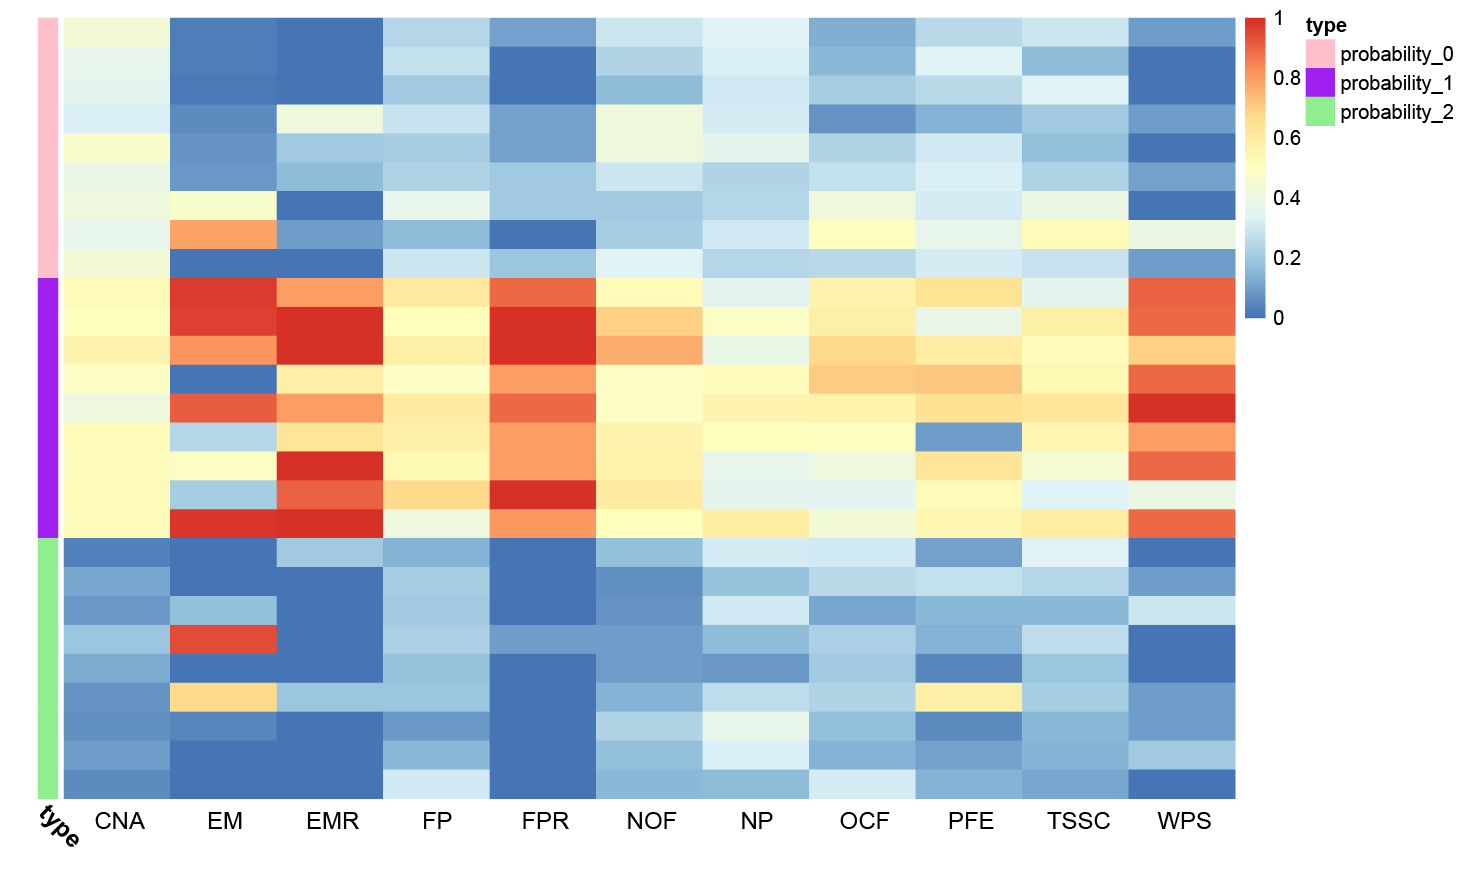 1
0.8
0.6
0.4
0.2
0
type
probability_0
probability_1
probability_2
type
CNA EM EMR FP FPR NOF NP OCF PFE TSSC WPS